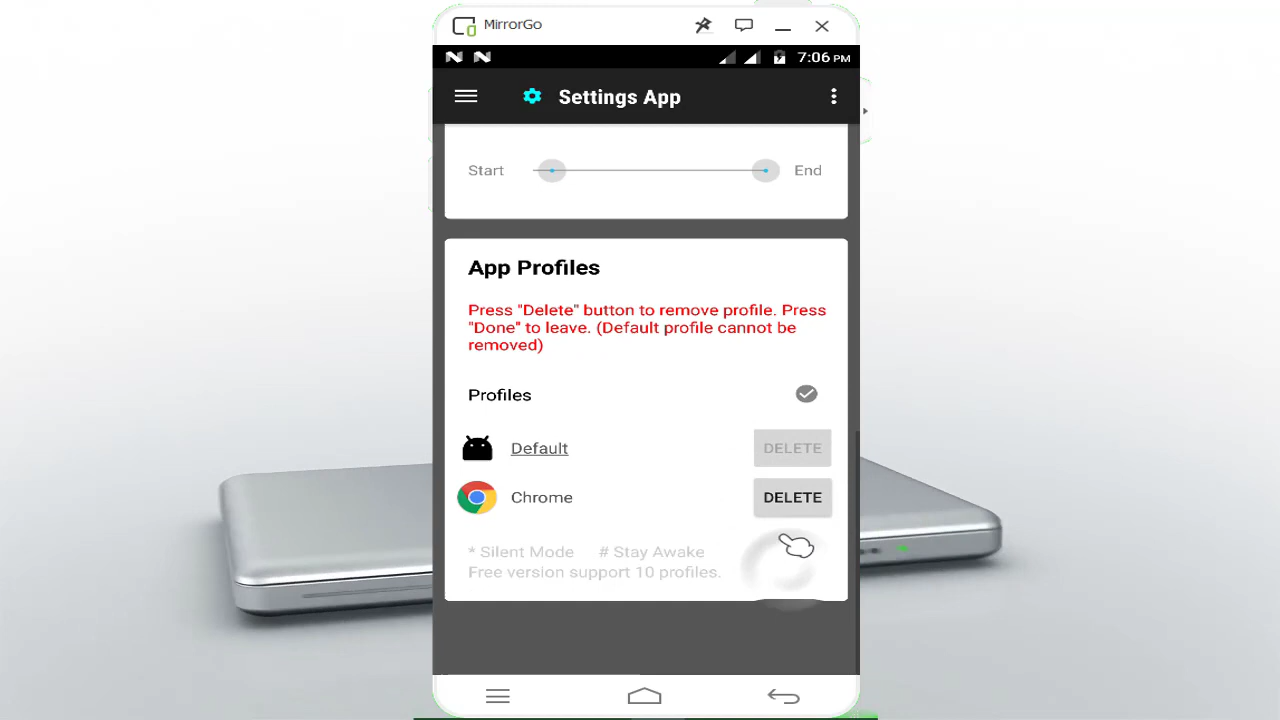 MirrorGo
7:06 PM
Settings App
Start End
App Profiles
Press "Delete" button to remove profile. Press
"Done" to leave. (Default profile cannot be
removed)
Profiles
Default DELETE
Chrome DELETE
* Silent Mode # Stay Awake
Free version support 10 profiles.